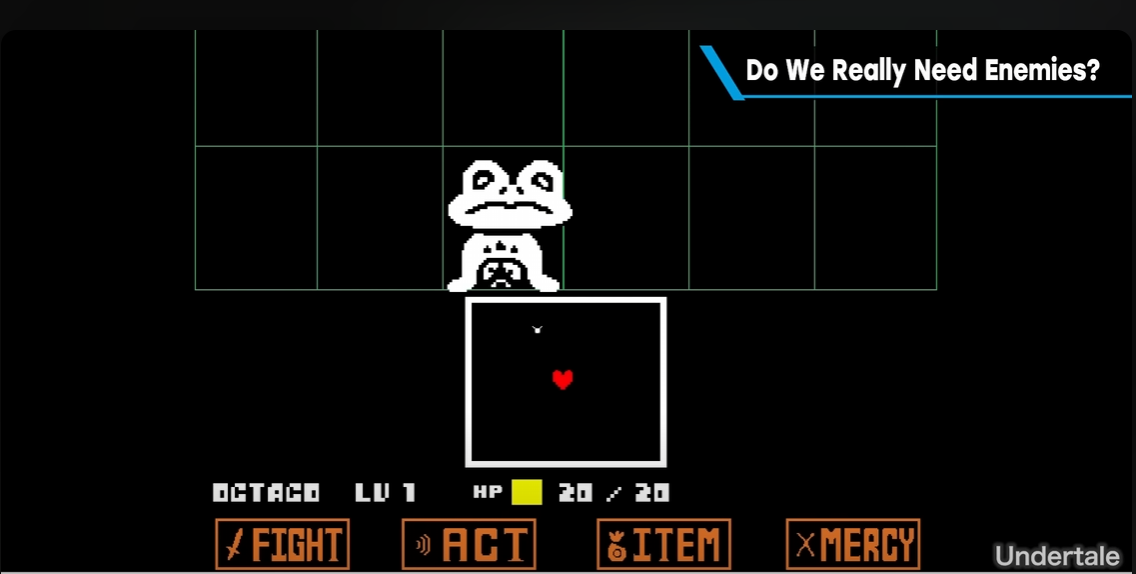 Do We Really Need Enemies?
OCTACO LV 1 HP 20 / 20
FIGHT ACT ITEM MERCY
Undertale